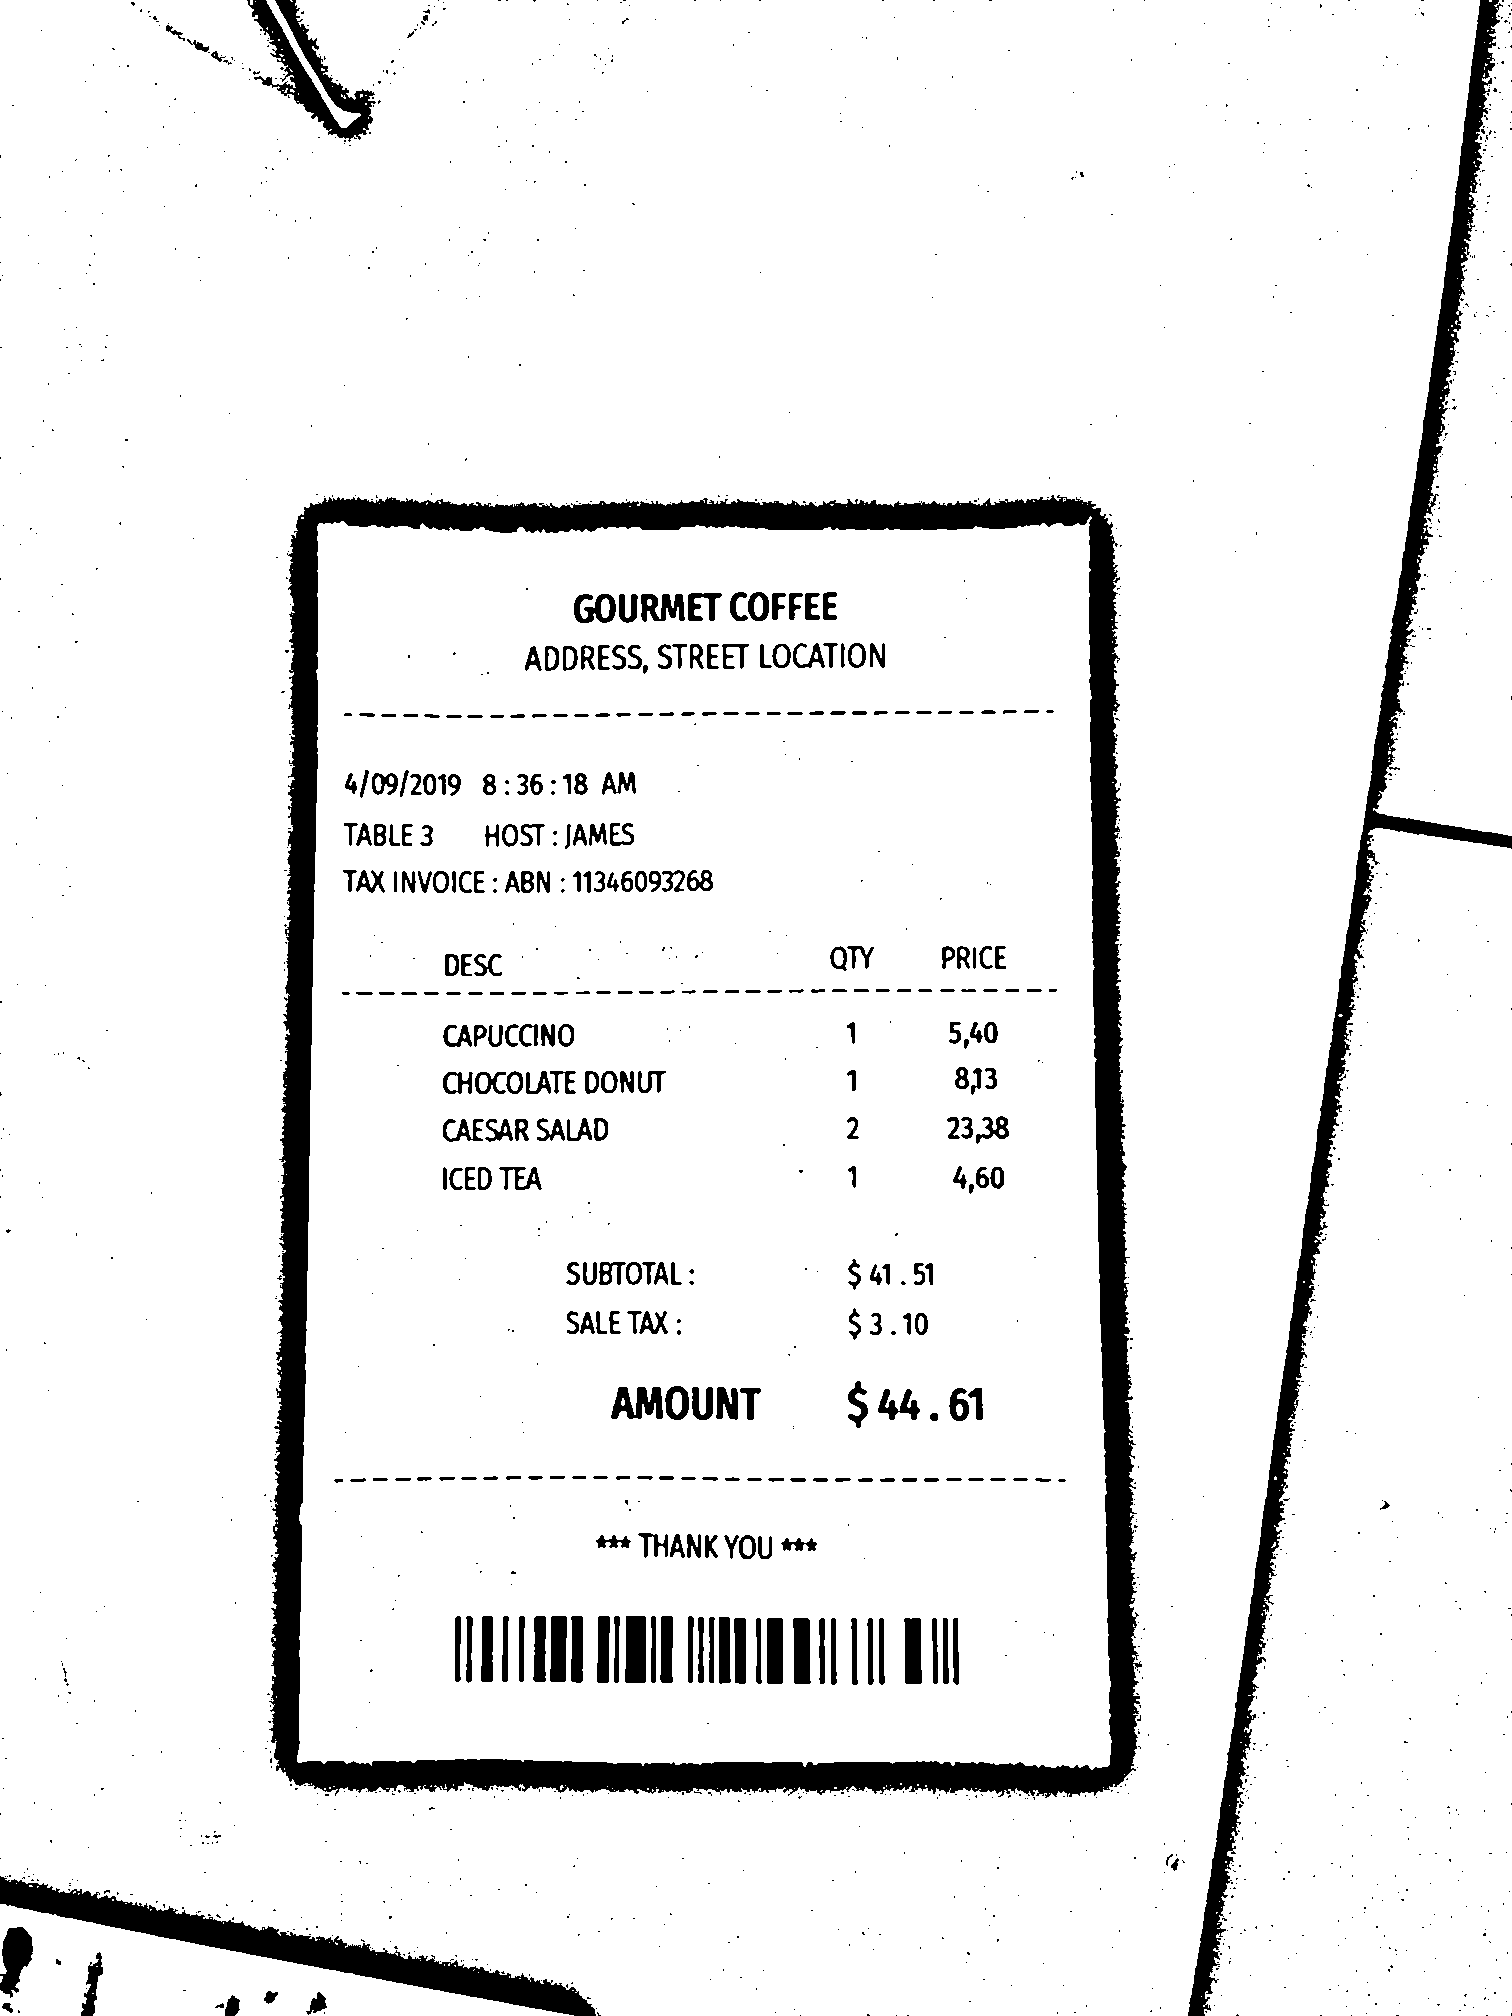 GOURMET COFFEE
ADDRESS, STREET LOCATION
4/09/2019 8:36:18 AM
TABLE 3 HOST : JAMES
TAX INVOICE : ABN : 11346093268
DESC QTY PRICE
CAPUCCINO 1 5,40
CHOCOLATE DONUT 1 8,13
CAESAR SALAD 2 23,38
ICED TEA 1 4,60
SUBTOTAL : $ 41.51
SALE TAX : $ 3.10
AMOUNT $ 44.61
*** THANK YOU ***